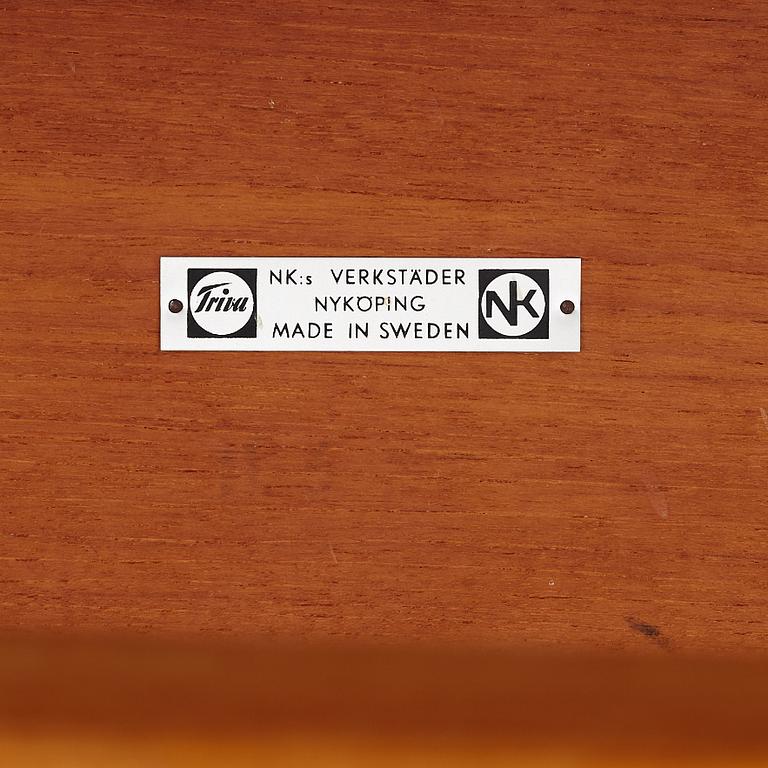 Triva
NK:s VERKSTÄDER
NYKÖPING
MADE IN SWEDEN
NK